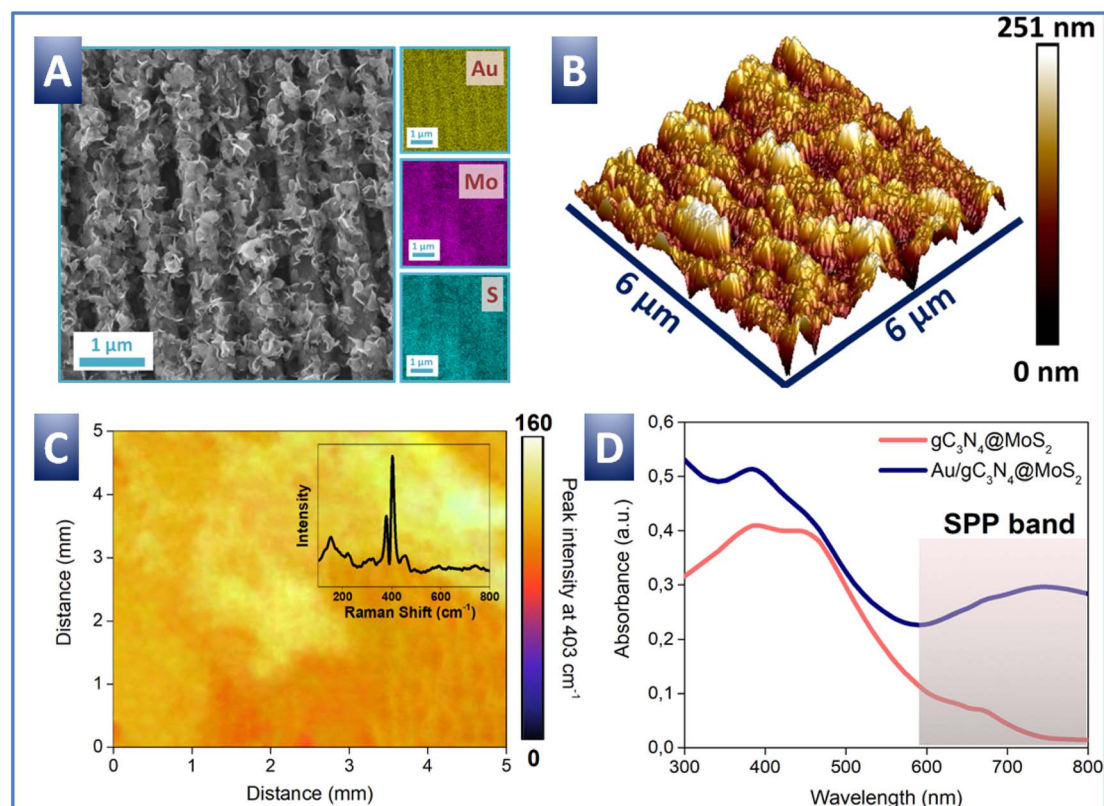 A
1 µm
Au
1 µm
Mo
1 µm
S
1 µm
B
251 nm
0 nm
6 µm
6 µm
C
Distance (mm)
5
4
3
2
1
0
0 1 2 3 4 5
Distance (mm)
Intensity
200 400 600 800
Raman Shift (cm⁻¹)
160
0
Peak intensity at 403 cm⁻¹
D
Absorbance (a.u.)
0,6
0,5
0,4
0,3
0,2
0,1
0,0
gC₃N₄@MoS₂
Au/gC₃N₄@MoS₂
SPP band
300 400 500 600 700 800
Wavelength (nm)